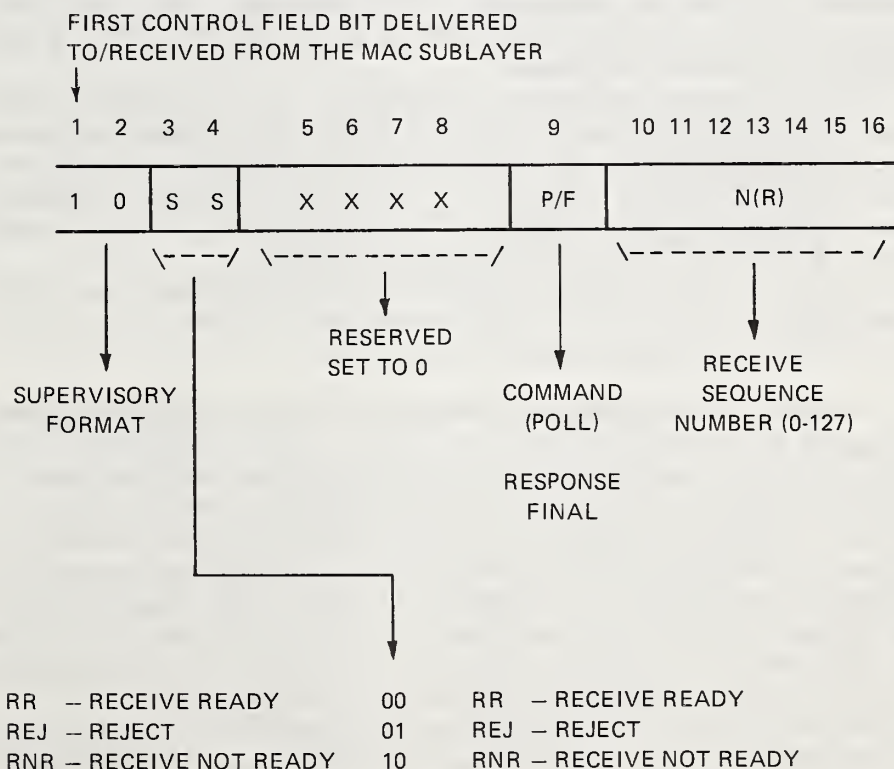 FIRST CONTROL FIELD BIT DELIVERED
TO/RECEIVED FROM THE MAC SUBLAYER
1 2 3 4 5 6 7 8 9 10 11 12 13 14 15 16
1 0 S S X X X X P/F N(R)
RESERVED
SET TO 0
SUPERVISORY
FORMAT
COMMAND
(POLL)
RESPONSE
FINAL
RECEIVE
SEQUENCE
NUMBER (0-127)
RR – RECEIVE READY 00 RR – RECEIVE READY
REJ – REJECT 01 REJ – REJECT
RNR – RECEIVE NOT READY 10 RNR – RECEIVE NOT READY